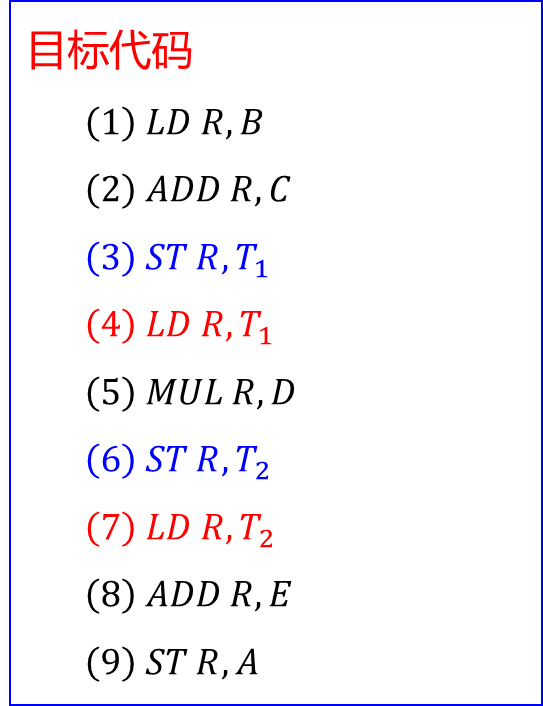 目标代码
(1) LD R, B
(2) ADD R, C
(3) ST R, T₁
(4) LD R, T₁
(5) MUL R, D
(6) ST R, T₂
(7) LD R, T₂
(8) ADD R, E
(9) ST R, A